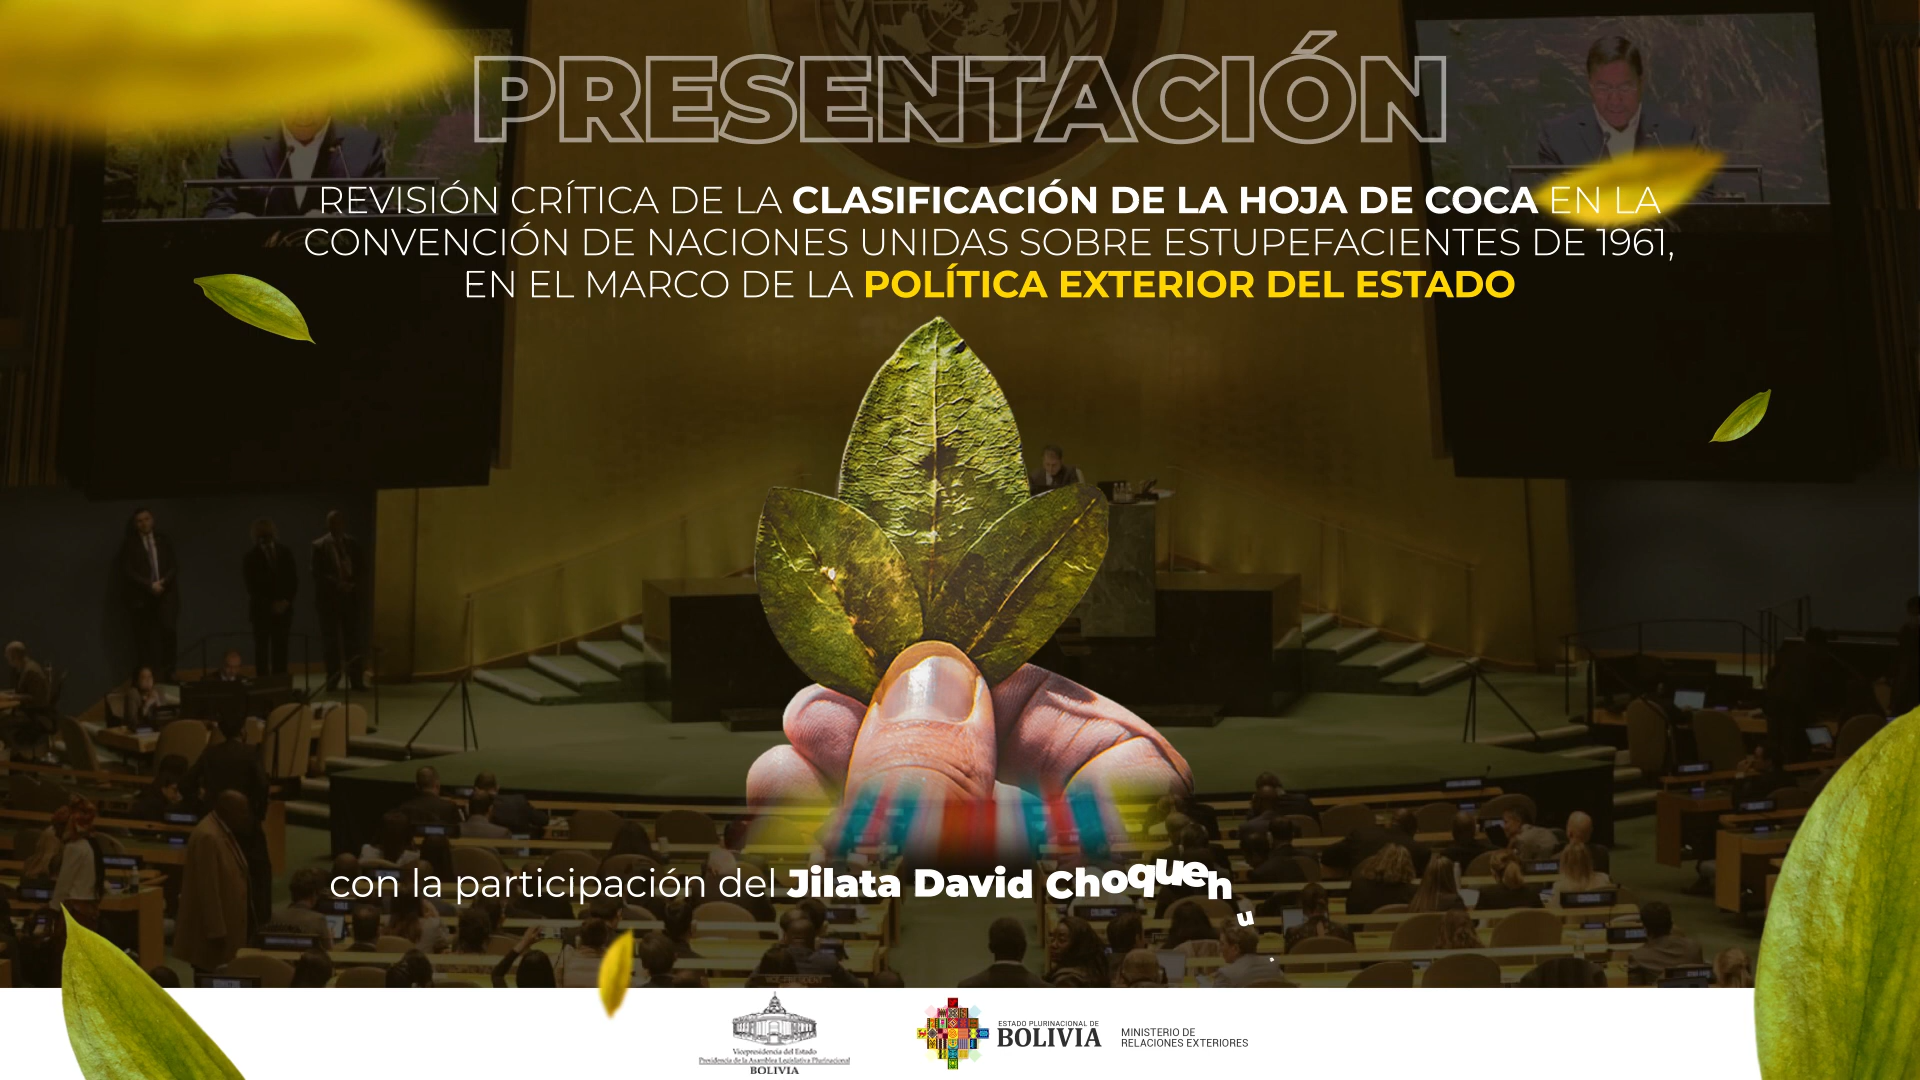 PRESENTACIÓN
REVISIÓN CRÍTICA DE LA CLASIFICACIÓN DE LA HOJA DE COCA EN LA
CONVENCIÓN DE NACIONES UNIDAS SOBRE ESTUPEFACIENTES DE 1961,
EN EL MARCO DE LA POLÍTICA EXTERIOR DEL ESTADO
con la participación del Jilata David Choquehu
Vicepresidencia del Estado
Presidencia de la Asamblea Legislativa Plurinacional
BOLIVIA
ESTADO PLURINACIONAL DE
BOLIVIA
MINISTERIO DE
RELACIONES EXTERIORES